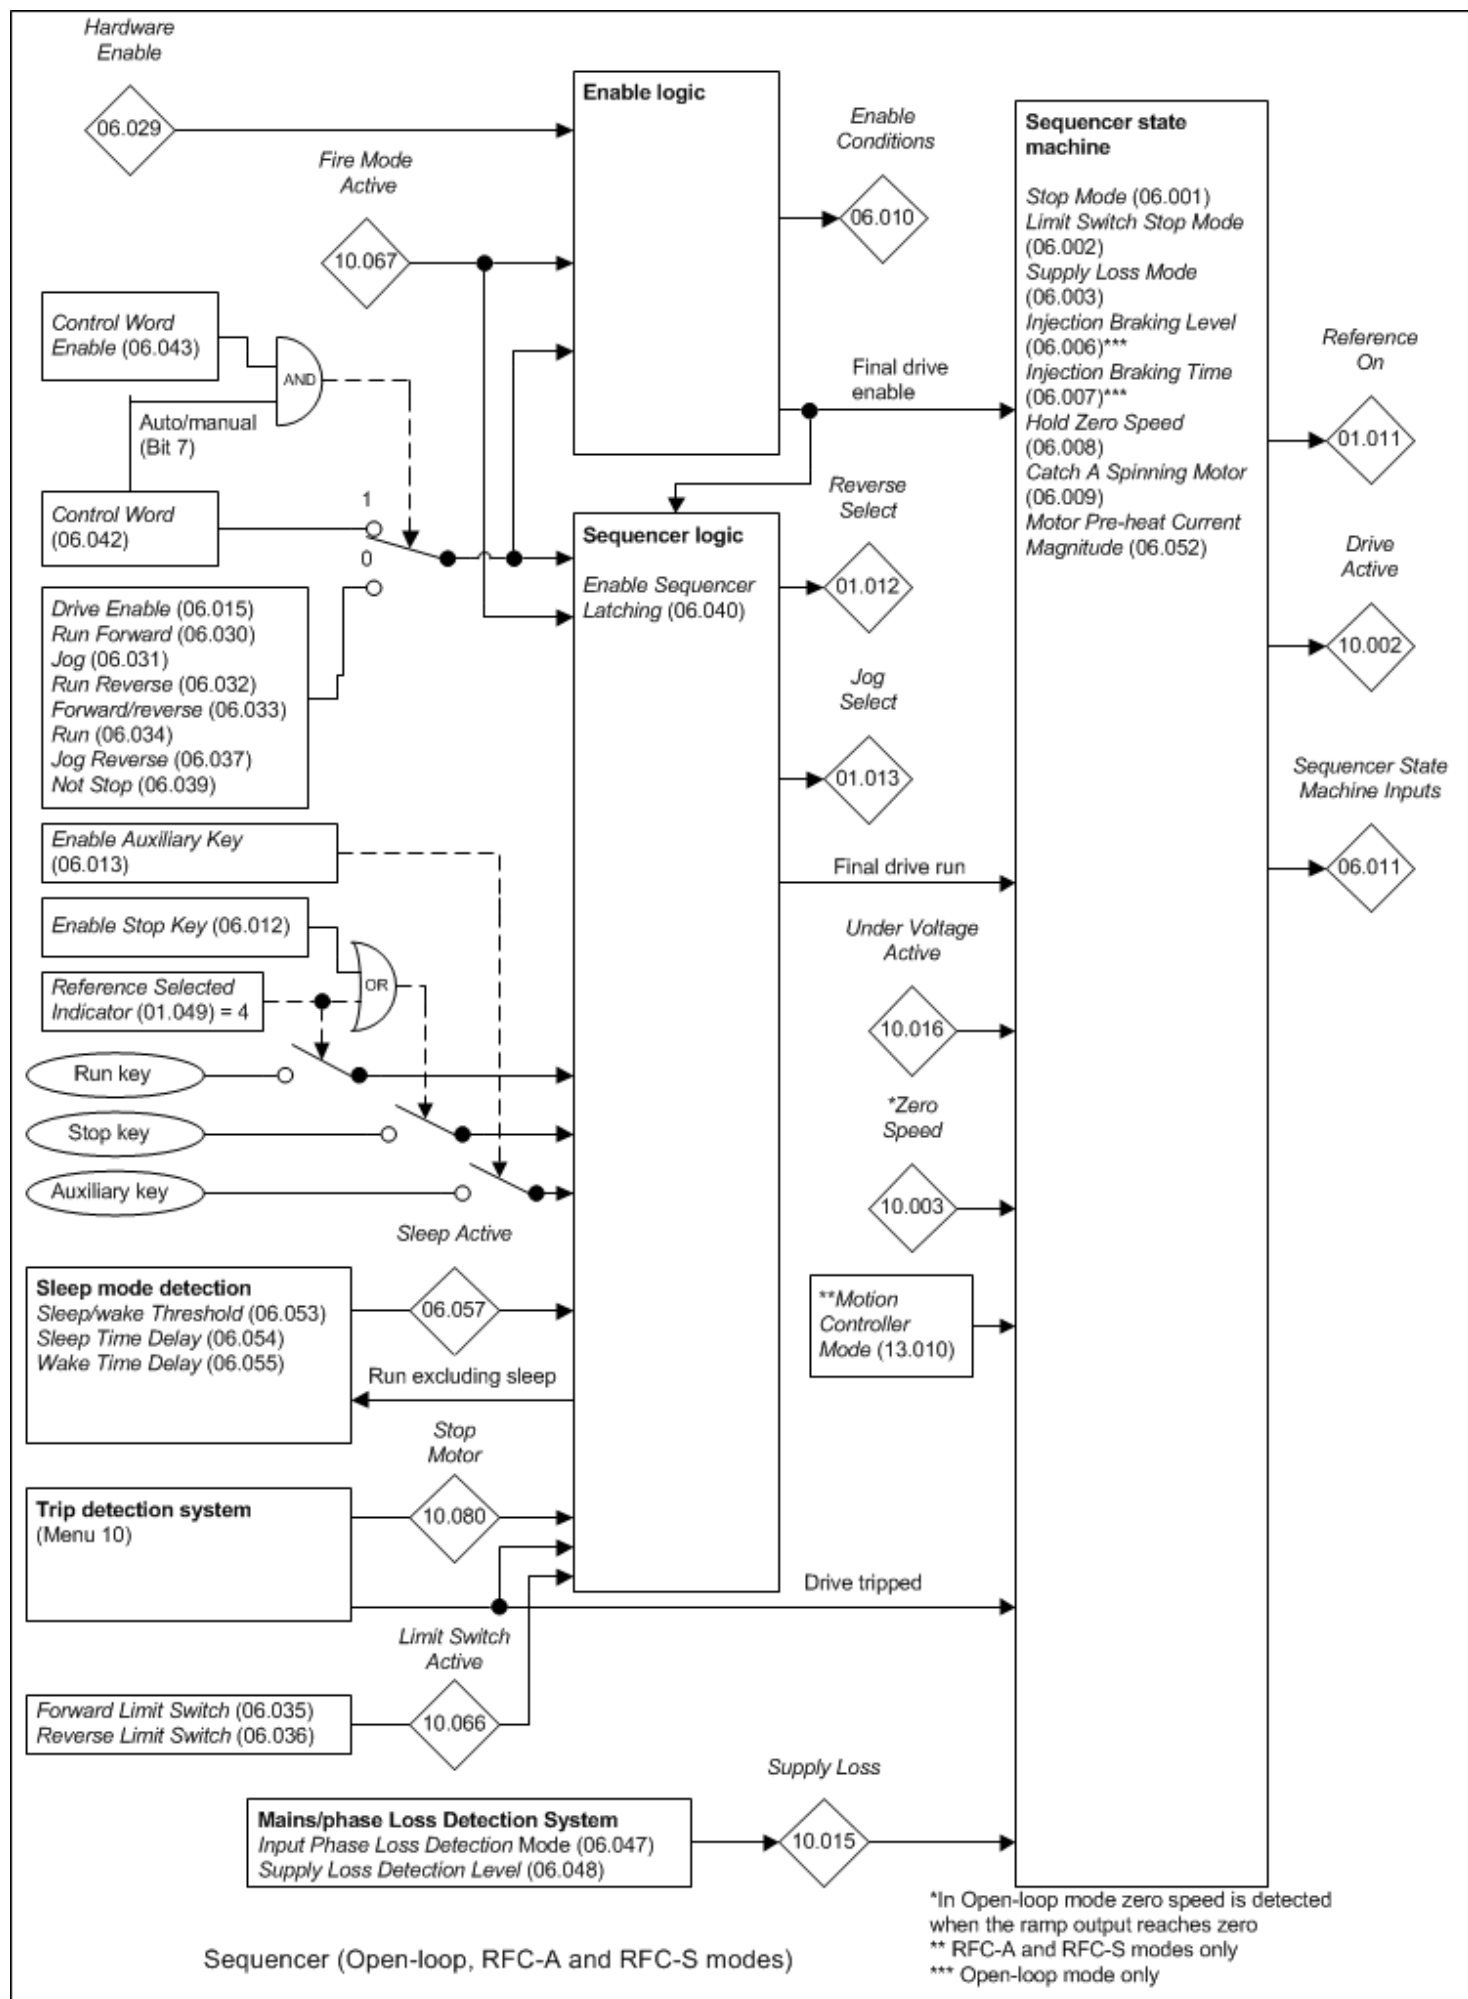 Hardware
Enable
06.029
Fire Mode
Active
10.067
Enable logic
Enable
Conditions
06.010
Control Word
Enable (06.043)
AND
Auto/manual
(Bit 7)
Control Word
(06.042)
1
0
Final drive
enable
Drive Enable (06.015)
Run Forward (06.030)
Jog (06.031)
Run Reverse (06.032)
Forward/reverse (06.033)
Run (06.034)
Jog Reverse (06.037)
Not Stop (06.039)
Sequencer logic
Enable Sequencer
Latching (06.040)
Reverse
Select
01.012
Jog
Select
01.013
Enable Auxiliary Key
(06.013)
Enable Stop Key (06.012)
Reference Selected
Indicator (01.049) = 4
OR
Run key
Stop key
Auxiliary key
Final drive run
Under Voltage
Active
10.016
*Zero
Speed
10.003
**Motion
Controller
Mode (13.010)
Sleep Active
06.057
Sleep mode detection
Sleep/wake Threshold (06.053)
Sleep Time Delay (06.054)
Wake Time Delay (06.055)
Run excluding sleep
Stop
Motor
10.080
Trip detection system
(Menu 10)
Drive tripped
Limit Switch
Active
10.066
Forward Limit Switch (06.035)
Reverse Limit Switch (06.036)
Supply Loss
10.015
Mains/phase Loss Detection System
Input Phase Loss Detection Mode (06.047)
Supply Loss Detection Level (06.048)
Sequencer state
machine
Stop Mode (06.001)
Limit Switch Stop Mode
(06.002)
Supply Loss Mode
(06.003)
Injection Braking Level
(06.006)***
Injection Braking Time
(06.007)***
Hold Zero Speed
(06.008)
Catch A Spinning Motor
(06.009)
Motor Pre-heat Current
Magnitude (06.052)
Reference
On
01.011
Drive
Active
10.002
Sequencer State
Machine Inputs
06.011
*In Open-loop mode zero speed is detected
when the ramp output reaches zero
** RFC-A and RFC-S modes only
*** Open-loop mode only
Sequencer (Open-loop, RFC-A and RFC-S modes)